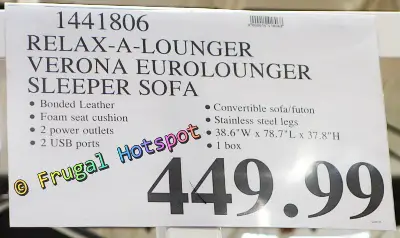 1441806
RELAX-A-LOUNGER
VERONA EUROLOUNGER
SLEEPER SOFA
• Bonded Leather
• Foam seat cushion
• 2 power outlets
• 2 USB ports
• Convertible sofa/futon
• Stainless steel legs
• 38.6"W x 78.7"L x 37.8"H
• 1 box
© Frugal Hotspot
449.99